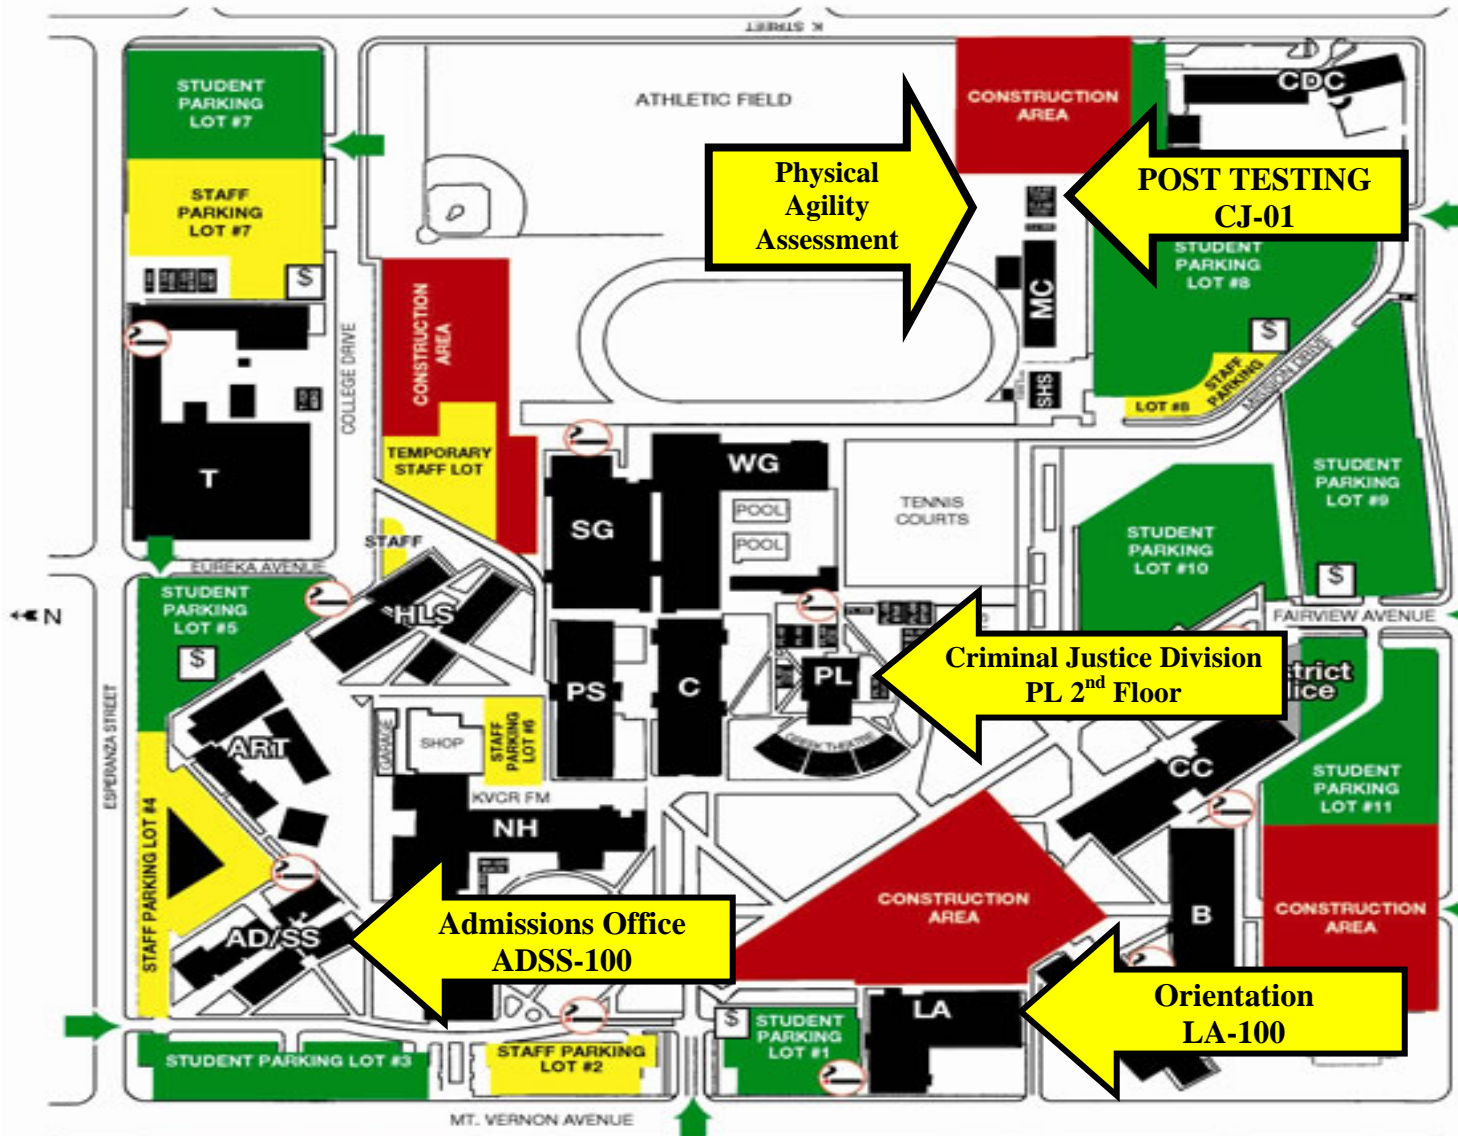 K STREET
STUDENT
PARKING
LOT #7
ATHLETIC FIELD
CONSTRUCTION
AREA
CDC
Physical
Agility
Assessment
POST TESTING
CJ-01
STAFF
PARKING
LOT #7
$
STUDENT
PARKING
LOT #8
$
MC
COLLEGE DRIVE
CONSTRUCTION
AREA
STAFF
PARKING
LOT #8
MISSION DRIVE
SHS
T
TEMPORARY
STAFF LOT
WG
SG
POOL
POOL
TENNIS
COURTS
STUDENT
PARKING
LOT #9
STUDENT
PARKING
LOT #10
STAFF
EUREKA AVENUE
$
N
STUDENT
PARKING
LOT #5
$
HLS
FAIRVIEW AVENUE
Criminal Justice Division
PL 2nd Floor
PS
C
PL
GREEK THEATRE
ESPERANZA STREET
ART
GARAGE
SHOP
STAFF
PARKING
LOT #6
KVCR FM
NH
CC
STUDENT
PARKING
LOT #11
STAFF PARKING LOT #4
CONSTRUCTION
AREA
B
CONSTRUCTION
AREA
AD/SS
Admissions Office
ADSS-100
Orientation
LA-100
LA
$
STUDENT
PARKING
LOT #1
STUDENT PARKING LOT #3
STAFF PARKING
LOT #2
MT. VERNON AVENUE